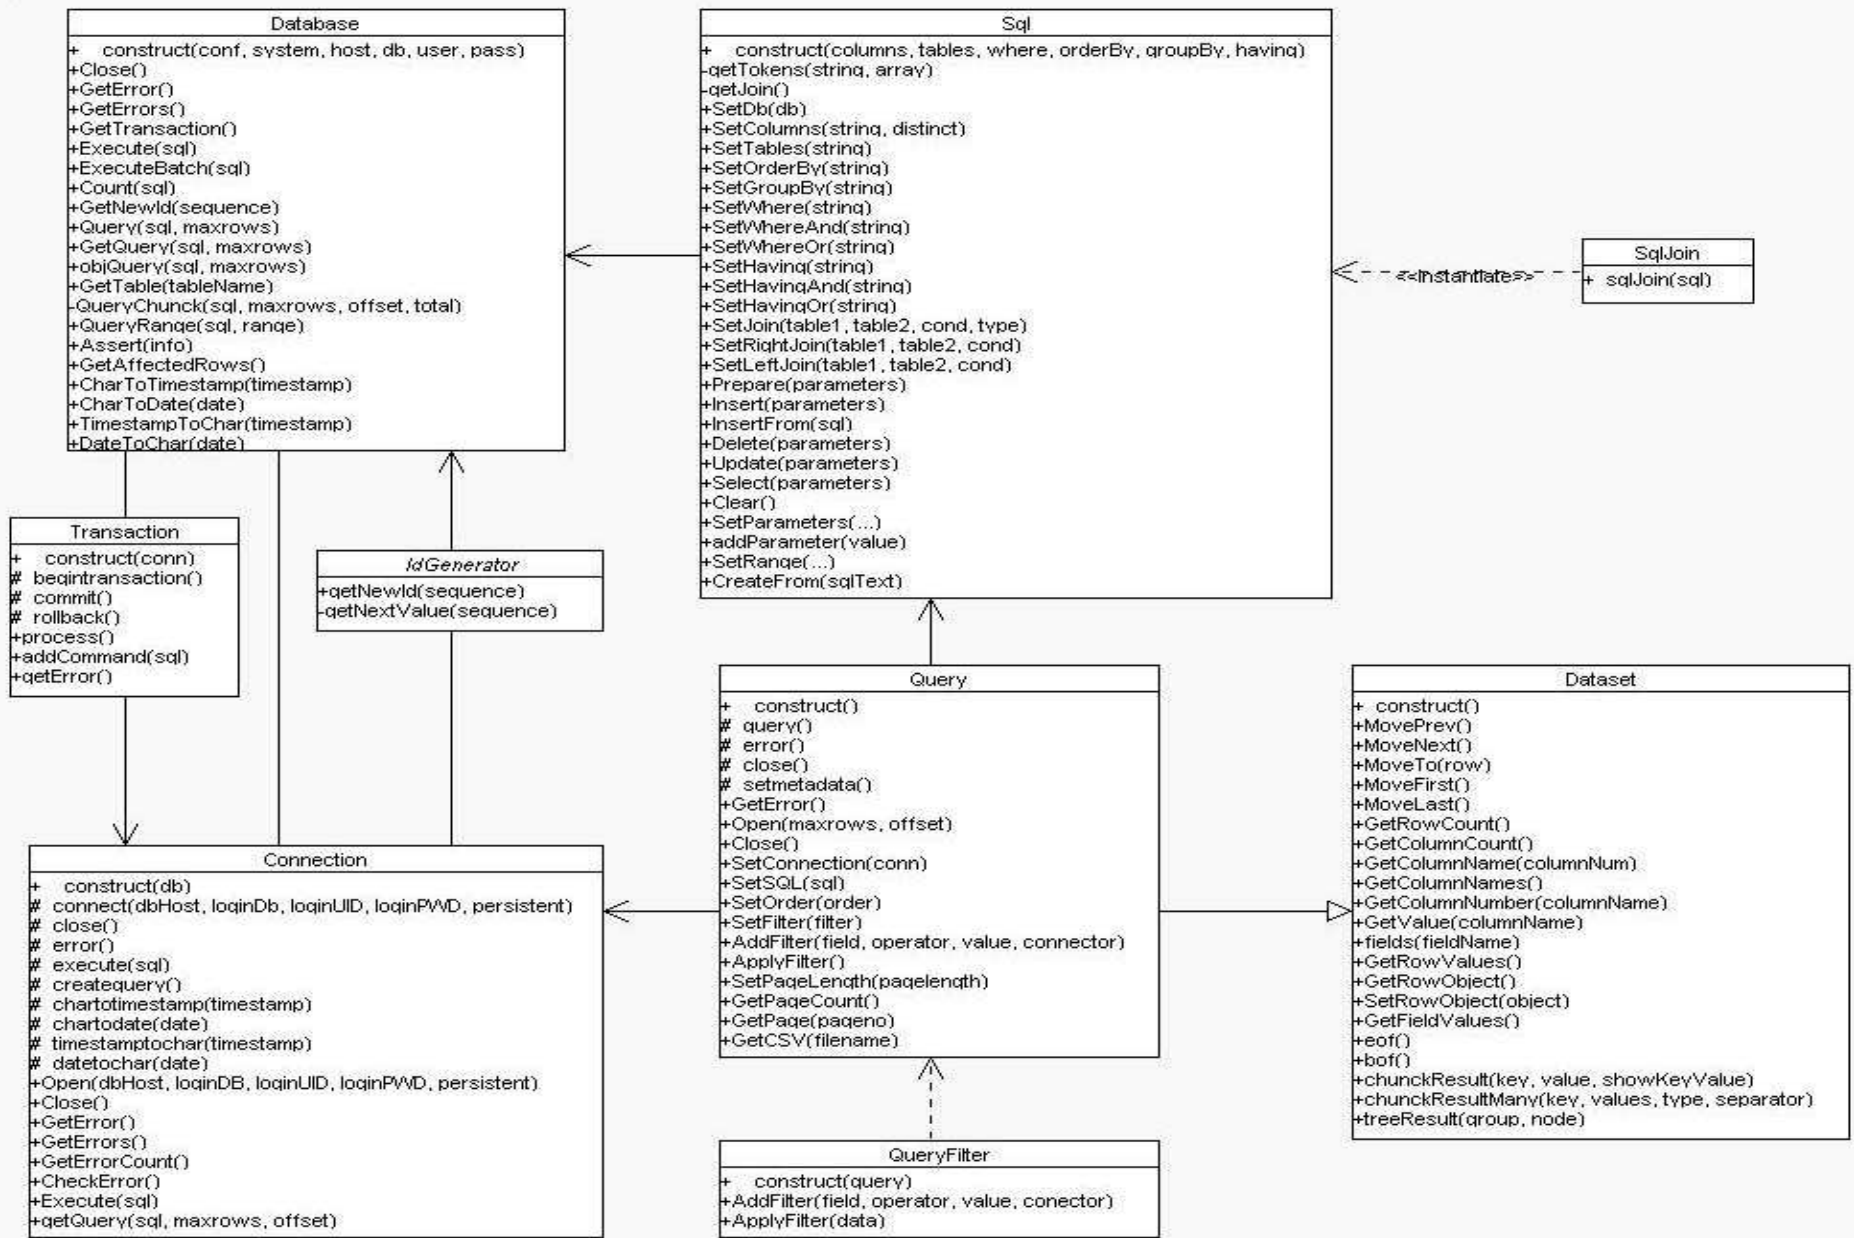 Database
+ construct(conf, system, host, db, user, pass)
+Close()
+GetError()
+GetErrors()
+GetTransaction()
+Execute(sql)
+ExecuteBatch(sql)
+Count(sql)
+GetNewId(sequence)
+Query(sql, maxrows)
+GetQuery(sql, maxrows)
+objQuery(sql, maxrows)
+GetTable(tableName)
-QueryChunck(sql, maxrows, offset, total)
+QueryRange(sql, range)
+Assert(info)
+GetAffectedRows()
+CharToTimestamp(timestamp)
+CharToDate(date)
+TimestampToChar(timestamp)
+DateToChar(date)
Sql
+ construct(columns, tables, where, orderBy, groupBy, having)
-getTokens(string, array)
-getJoin()
+SetDb(db)
+SetColumns(string, distinct)
+SetTables(string)
+SetOrderBy(string)
+SetGroupBy(string)
+SetWhere(string)
+SetWhereAnd(string)
+SetWhereOr(string)
+SetHaving(string)
+SetHavingAnd(string)
+SetHavingOr(string)
+SetJoin(table1, table2, cond, type)
+SetRightJoin(table1, table2, cond)
+SetLeftJoin(table1, table2, cond)
+Prepare(parameters)
+Insert(parameters)
+InsertFrom(sql)
+Delete(parameters)
+Update(parameters)
+Select(parameters)
+Clear()
+SetParameters(...)
+addParameter(value)
+SetRange(...)
+CreateFrom(sqlText)
<<Instantiate>>
SqlJoin
+ sqlJoin(sql)
Transaction
+ construct(conn)
# begintransaction()
# commit()
# rollback()
+process()
+addCommand(sql)
+getError()
IdGenerator
+getNewId(sequence)
-getNextValue(sequence)
Query
+ construct()
# query()
# error()
# close()
# setmetadata()
+GetError()
+Open(maxrows, offset)
+Close()
+SetConnection(conn)
+SetSQL(sql)
+SetOrder(order)
+SetFilter(filter)
+AddFilter(field, operator, value, connector)
+ApplyFilter()
+SetPageLength(pagelength)
+GetPageCount()
+GetPage(pageno)
+GetCSV(filename)
Dataset
+ construct()
+MovePrev()
+MoveNext()
+MoveTo(row)
+MoveFirst()
+MoveLast()
+GetRowCount()
+GetColumnCount()
+GetColumnName(columnNum)
+GetColumnNames()
+GetColumnNumber(columnName)
+GetValue(columnName)
+fields(fieldName)
+GetRowValues()
+GetRowObject()
+SetRowObject(object)
+GetFieldValues()
+eof()
+bof()
+chunckResult(key, value, showKeyValue)
+chunckResultMany(key, values, type, separator)
+treeResult(group, node)
Connection
+ construct(db)
# connect(dbHost, loginDb, loginUID, loginPWD, persistent)
# close()
# error()
# execute(sql)
# createquery()
# chartotimestamp(timestamp)
# chartodate(date)
# timestamptochar(timestamp)
# datetochar(date)
+Open(dbHost, loginDB, loginUID, loginPWD, persistent)
+Close()
+GetError()
+GetErrors()
+GetErrorCount()
+CheckError()
+Execute(sql)
+getQuery(sql, maxrows, offset)
QueryFilter
+ construct(query)
+AddFilter(field, operator, value, conector)
+ApplyFilter(data)